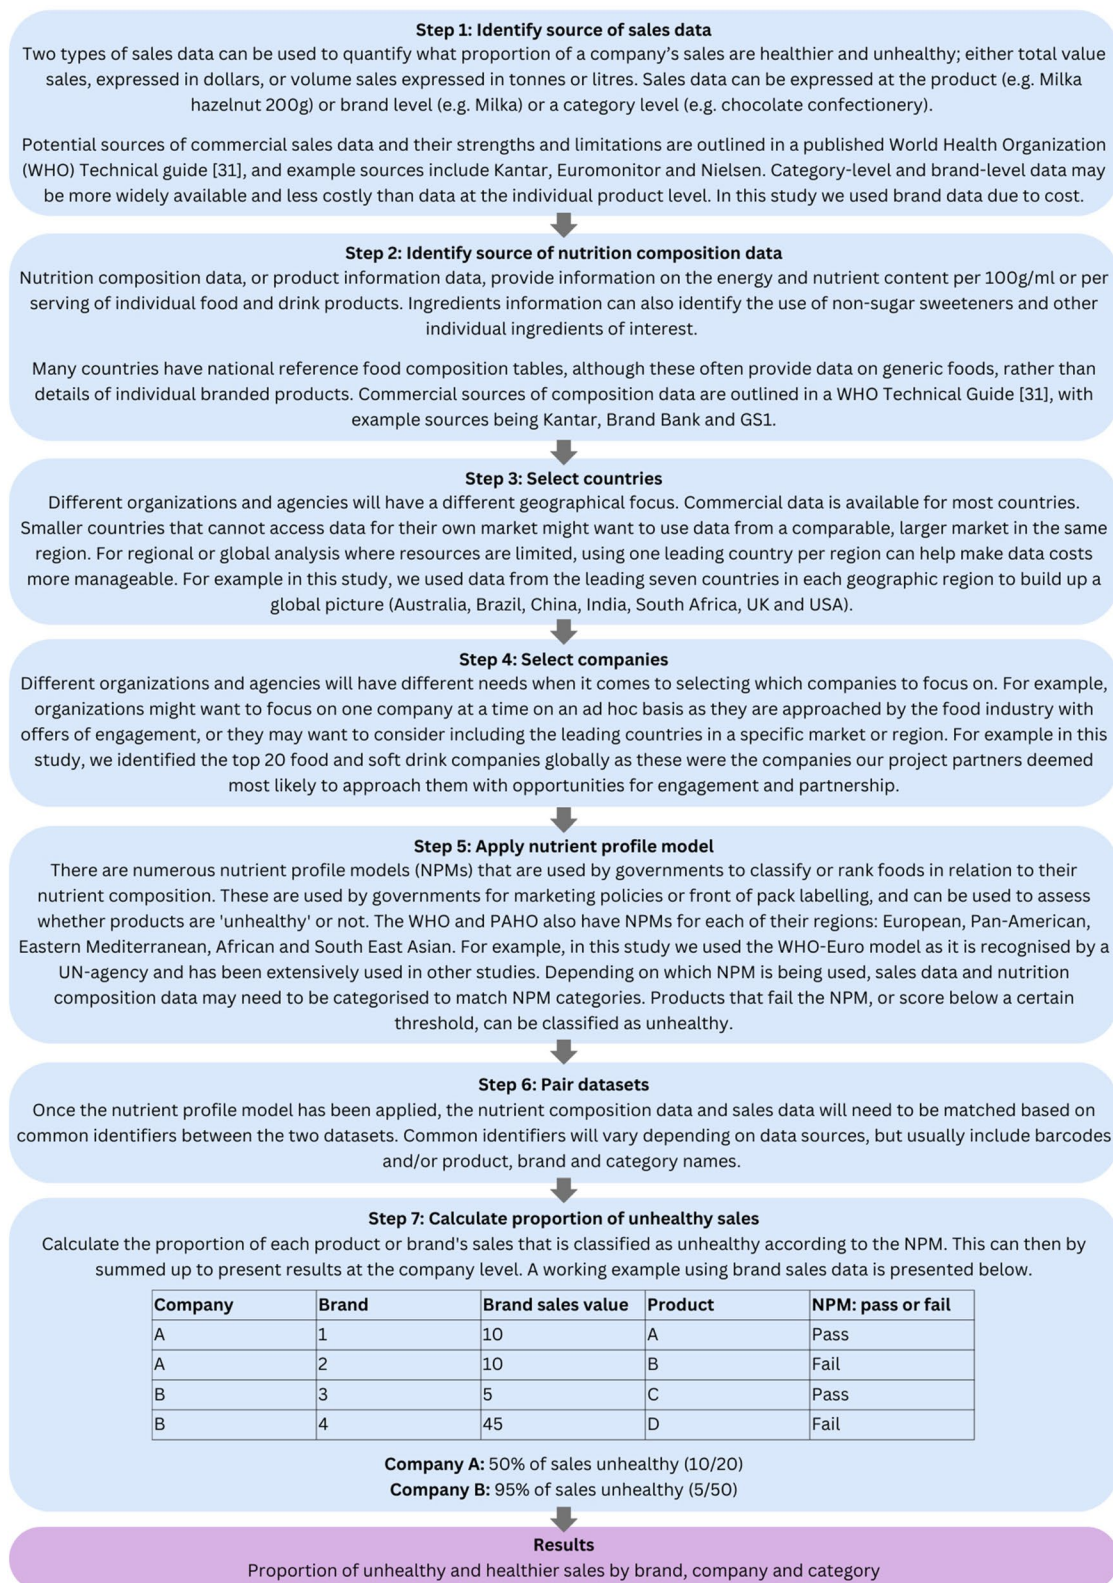 Step 1: Identify source of sales data
Two types of sales data can be used to quantify what proportion of a company's sales are healthier and unhealthy; either total value
sales, expressed in dollars, or volume sales expressed in tonnes or litres. Sales data can be expressed at the product (e.g. Milka
hazelnut 200g) or brand level (e.g. Milka) or a category level (e.g. chocolate confectionery).
Potential sources of commercial sales data and their strengths and limitations are outlined in a published World Health Organization
(WHO) Technical guide [31], and example sources include Kantar, Euromonitor and Nielsen. Category-level and brand-level data may
be more widely available and less costly than data at the individual product level. In this study we used brand data due to cost.
Step 2: Identify source of nutrition composition data
Nutrition composition data, or product information data, provide information on the energy and nutrient content per 100g/ml or per
serving of individual food and drink products. Ingredients information can also identify the use of non-sugar sweeteners and other
individual ingredients of interest.
Many countries have national reference food composition tables, although these often provide data on generic foods, rather than
details of individual branded products. Commercial sources of composition data are outlined in a WHO Technical Guide [31], with
example sources being Kantar, Brand Bank and GS1.
Step 3: Select countries
Different organizations and agencies will have a different geographical focus. Commercial data is available for most countries.
Smaller countries that cannot access data for their own market might want to use data from a comparable, larger market in the same
region. For regional or global analysis where resources are limited, using one leading country per region can help make data costs
more manageable. For example in this study, we used data from the leading seven countries in each geographic region to build up a
global picture (Australia, Brazil, China, India, South Africa, UK and USA).
Step 4: Select companies
Different organizations and agencies will have different needs when it comes to selecting which companies to focus on. For example,
organizations might want to focus on one company at a time on an ad hoc basis as they are approached by the food industry with
offers of engagement, or they may want to consider including the leading countries in a specific market or region. For example in this
study, we identified the top 20 food and soft drink companies globally as these were the companies our project partners deemed
most likely to approach them with opportunities for engagement and partnership.
Step 5: Apply nutrient profile model
There are numerous nutrient profile models (NPMs) that are used by governments to classify or rank foods in relation to their
nutrient composition. These are used by governments for marketing policies or front of pack labelling, and can be used to assess
whether products are 'unhealthy' or not. The WHO and PAHO also have NPMs for each of their regions: European, Pan-American,
Eastern Mediterranean, African and South East Asian. For example, in this study we used the WHO-Euro model as it is recognised by a
UN-agency and has been extensively used in other studies. Depending on which NPM is being used, sales data and nutrition
composition data may need to be categorised to match NPM categories. Products that fail the NPM, or score below a certain
threshold, can be classified as unhealthy.
Step 6: Pair datasets
Once the nutrient profile model has been applied, the nutrient composition data and sales data will need to be matched based on
common identifiers between the two datasets. Common identifiers will vary depending on data sources, but usually include barcodes
and/or product, brand and category names.
Step 7: Calculate proportion of unhealthy sales
Calculate the proportion of each product or brand's sales that is classified as unhealthy according to the NPM. This can then by
summed up to present results at the company level. A working example using brand sales data is presented below.
Company Brand Brand sales value Product NPM: pass or fail
A 1 10 A Pass
A 2 10 B Fail
B 3 5 C Pass
B 4 45 D Fail
Company A: 50% of sales unhealthy (10/20)
Company B: 95% of sales unhealthy (5/50)
Results
Proportion of unhealthy and healthier sales by brand, company and category